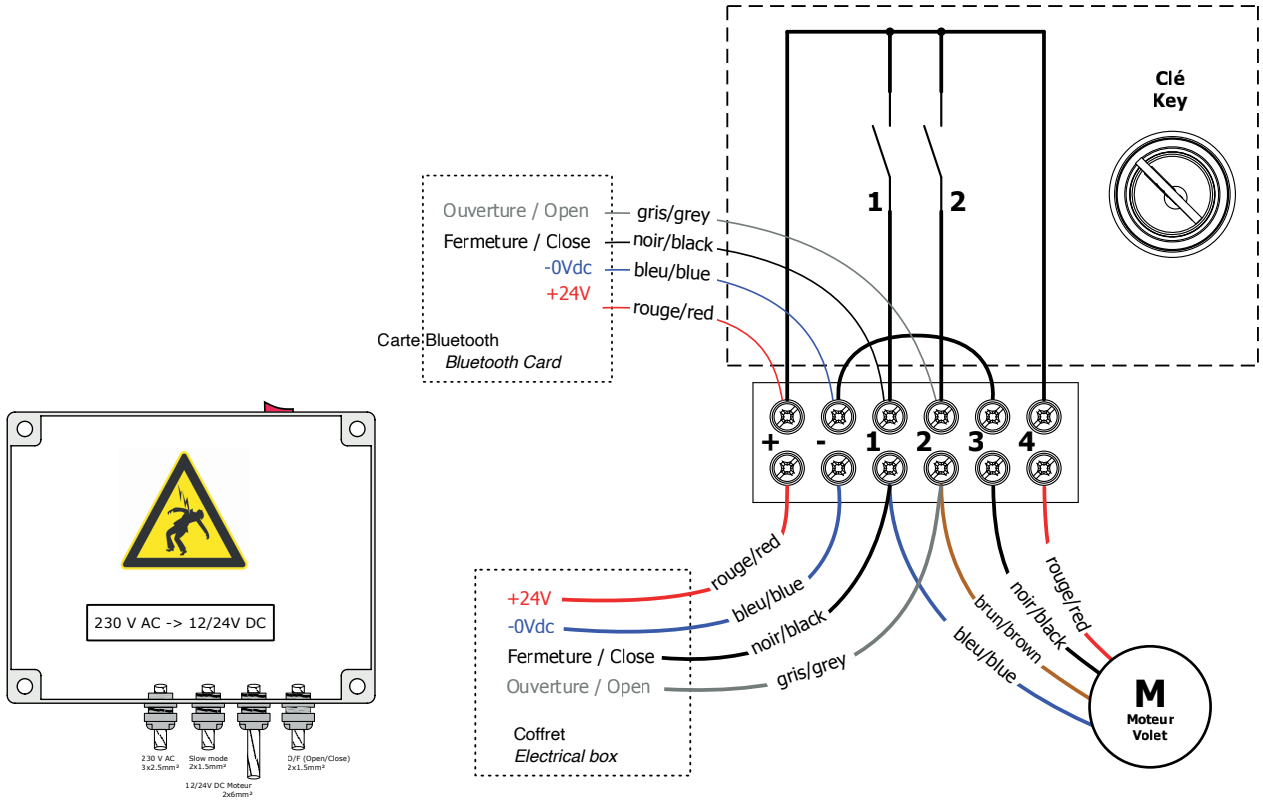 Clé
Key
1
2
Ouverture / Open
gris/grey
Fermeture / Close
noir/black
-0Vdc
bleu/blue
+24V
rouge/red
Carte Bluetooth
Bluetooth Card
+
-
1
2
3
4
230 V AC -> 12/24V DC
230 V AC
3x2.5mm²
Slow mode
2x1.5mm²
12/24V DC Moteur
2x6mm²
O/F (Open/Close)
2x1.5mm²
+24V
rouge/red
-0Vdc
bleu/blue
Fermeture / Close
noir/black
Ouverture / Open
gris/grey
Coffret
Electrical box
rouge/red
noir/black
brun/brown
bleu/blue
M
Moteur
Volet